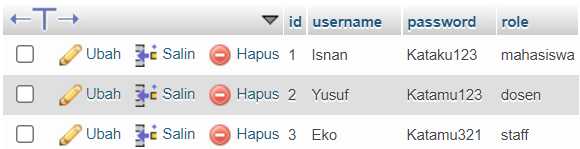 id username password role
Ubah Salin Hapus 1 Isnan Kataku123 mahasiswa
Ubah Salin Hapus 2 Yusuf Katamu123 dosen
Ubah Salin Hapus 3 Eko Katamu321 staff